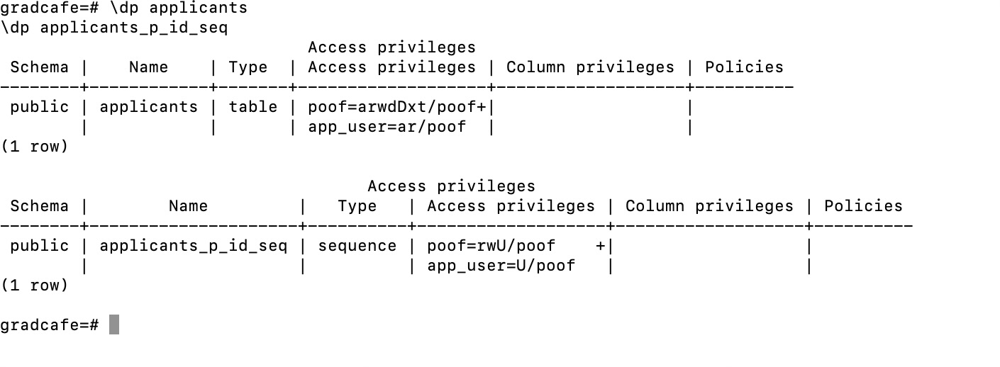 gradcafe=# \dp applicants
\dp applicants_p_id_seq
                               Access privileges
 Schema |    Name    | Type  | Access privileges | Column privileges | Policies
--------+------------+-------+-------------------+-------------------+----------
 public | applicants | table | poof=arwdDxt/poof+|                   |
        |            |       | app_user=ar/poof  |                   |
(1 row)

                                     Access privileges
 Schema |        Name         |   Type   | Access privileges | Column privileges | Policies
--------+---------------------+----------+-------------------+-------------------+----------
 public | applicants_p_id_seq | sequence | poof=rwU/poof    +|                   |
        |                     |          | app_user=U/poof   |                   |
(1 row)

gradcafe=#